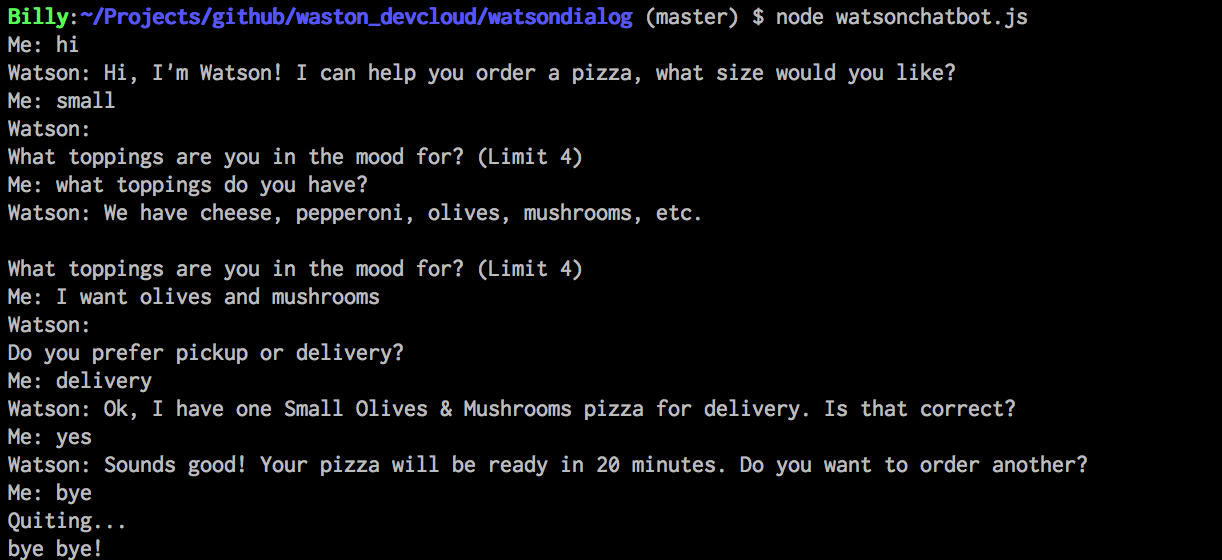 Billy:~/Projects/github/waston_devcloud/watsondialog (master) $ node watsonchatbot.js
Me: hi
Watson: Hi, I'm Watson! I can help you order a pizza, what size would you like?
Me: small
Watson:
What toppings are you in the mood for? (Limit 4)
Me: what toppings do you have?
Watson: We have cheese, pepperoni, olives, mushrooms, etc.
What toppings are you in the mood for? (Limit 4)
Me: I want olives and mushrooms
Watson:
Do you prefer pickup or delivery?
Me: delivery
Watson: Ok, I have one Small Olives & Mushrooms pizza for delivery. Is that correct?
Me: yes
Watson: Sounds good! Your pizza will be ready in 20 minutes. Do you want to order another?
Me: bye
Quiting...
bye bye!